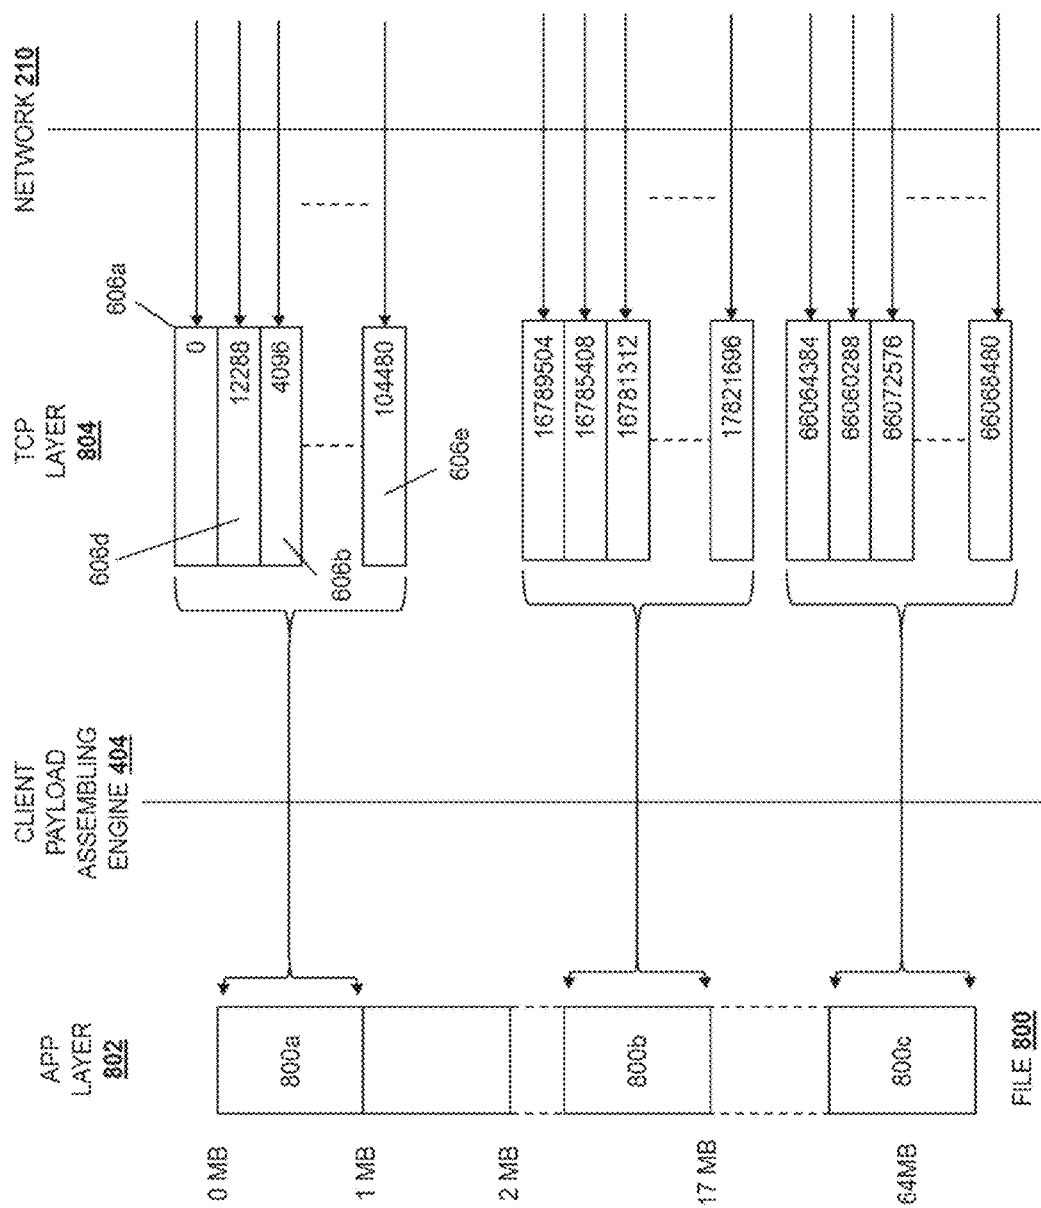 APP
LAYER
802
CLIENT
PAYLOAD
ASSEMBLING
ENGINE 404
TCP
LAYER
804
NETWORK 210
0 MB
1 MB
2 MB
17 MB
64MB
800a
800b
800c
FILE 800
606a
606d
606b
606e
0
12288
4096
104480
16789504
16785408
16781312
17821696
66064384
66060288
66072576
66068480